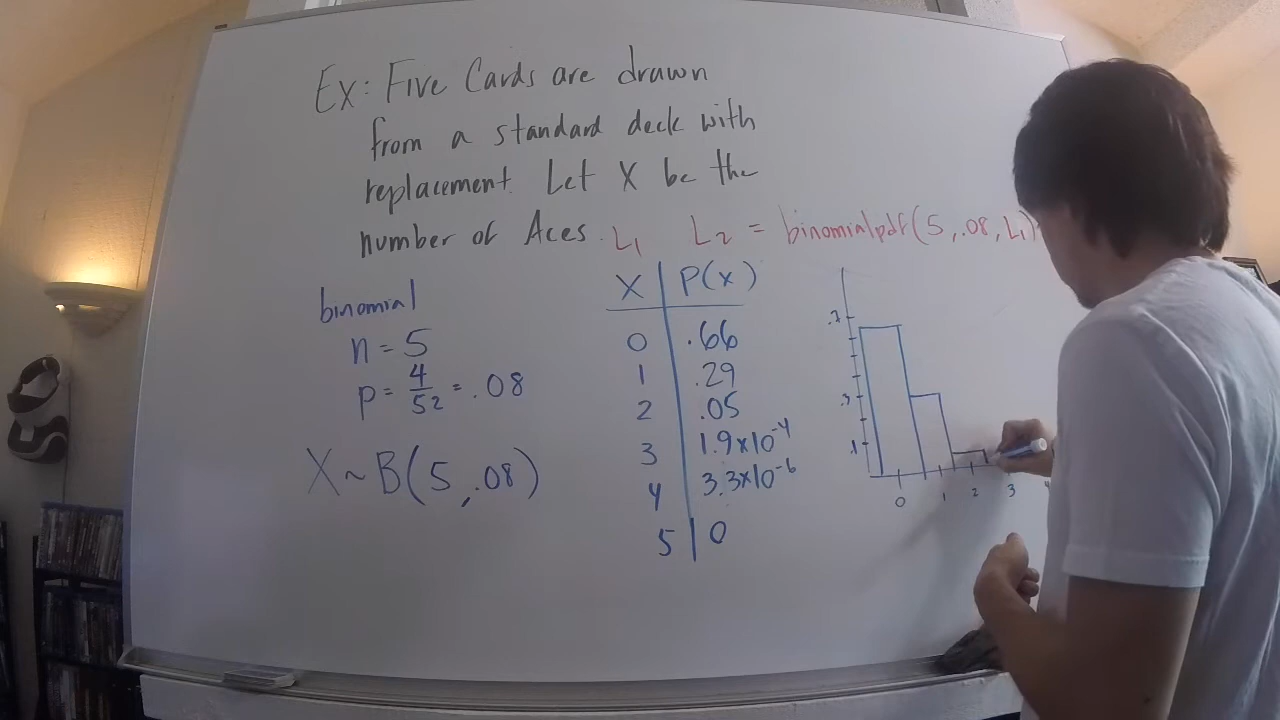 Ex: Five Cards are drawn
from a standard deck with
replacement. Let X be the
number of Aces.
L₁ L₂ = binomialpdf(5, .08, L₁)
binomial
n = 5
p = 4/52 = .08
X ~ B(5, .08)
X P(x)
0 .66
1 .29
2 .05
3 1.9x10⁻⁴
4 3.3x10⁻⁶
5 0
.1
0 1 2 3